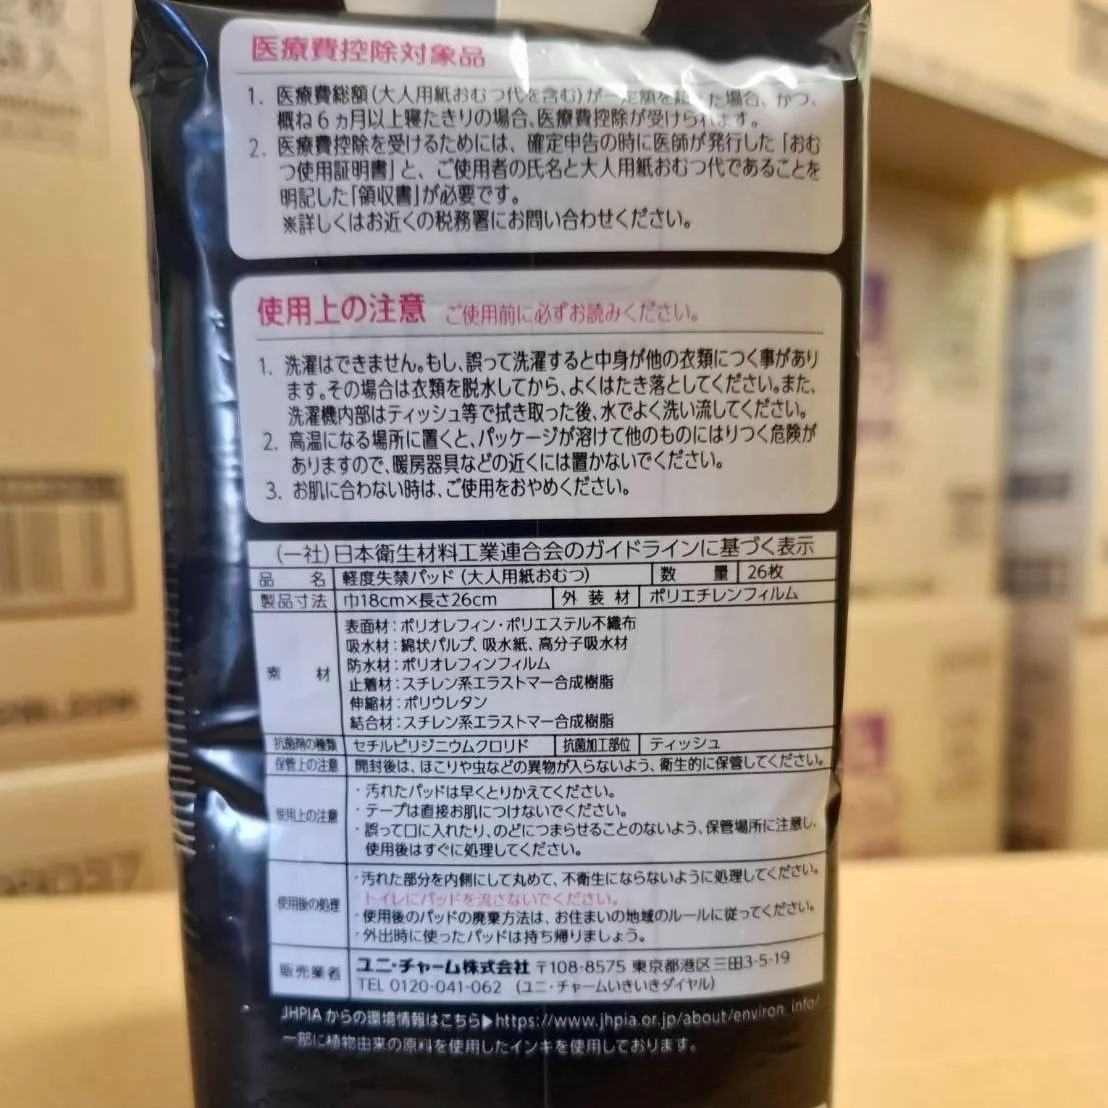 医療費控除対象品
1. 医療費総額(大人用紙おむつ代を含む)が一定額を超えた場合、かつ、
概ね6ヵ月以上寝たきりの場合、医療費控除が受けられます。
2. 医療費控除を受けるためには、確定申告の時に医師が発行した「おむ
つ使用証明書」と、ご使用者の氏名と大人用紙おむつ代であることを
明記した「領収書」が必要です。
※詳しくはお近くの税務署にお問い合わせください。
使用上の注意 ご使用前に必ずお読みください。
1. 洗濯はできません。もし、誤って洗濯すると中身が他の衣類につく事があり
ます。その場合は衣類を脱水してから、よくはたき落としてください。また、
洗濯機内部はティッシュ等で拭き取った後、水でよく洗い流してください。
2. 高温になる場所に置くと、パッケージが溶けて他のものにはりつく危険が
ありますので、暖房器具などの近くには置かないでください。
3. お肌に合わない時は、ご使用をおやめください。
(一社)日本衛生材料工業連合会のガイドラインに基づく表示
品名 軽度失禁パッド(大人用紙おむつ) 数量 26枚
製品寸法 巾18cm×長さ26cm 外装材 ポリエチレンフィルム
素材 表面材:ポリオレフィン・ポリエステル不織布
吸水材:綿状パルプ、吸水紙、高分子吸水材
防水材:ポリオレフィンフィルム
止着材:スチレン系エラストマー合成樹脂
伸縮材:ポリウレタン
結合材:スチレン系エラストマー合成樹脂
抗菌剤の種類 セチルピリジニウムクロリド 抗菌加工部位 ティッシュ
保管上の注意 開封後は、ほこりや虫などの異物が入らないよう、衛生的に保管してください。
使用上の注意 ・汚れたパッドは早くとりかえてください。
・テープは直接お肌につけないでください。
・誤って口に入れたり、のどにつまらせることのないよう、保管場所に注意し、
使用後はすぐに処理してください。
使用後の処理 ・汚れた部分を内側にして丸めて、不衛生にならないように処理してください。
・トイレにパッドを流さないでください。
・使用後のパッドの廃棄方法は、お住まいの地域のルールに従ってください。
・外出時に使ったパッドは持ち帰りましょう。
販売業者 ユニ・チャーム株式会社 〒108-8575 東京都港区三田3-5-19
TEL 0120-041-062 (ユニ・チャームいきいきダイヤル)
JHPIAからの環境情報はこちら▶https://www.jhpia.or.jp/about/environ_info/
一部に植物由来の原料を使用したインキを使用しております。